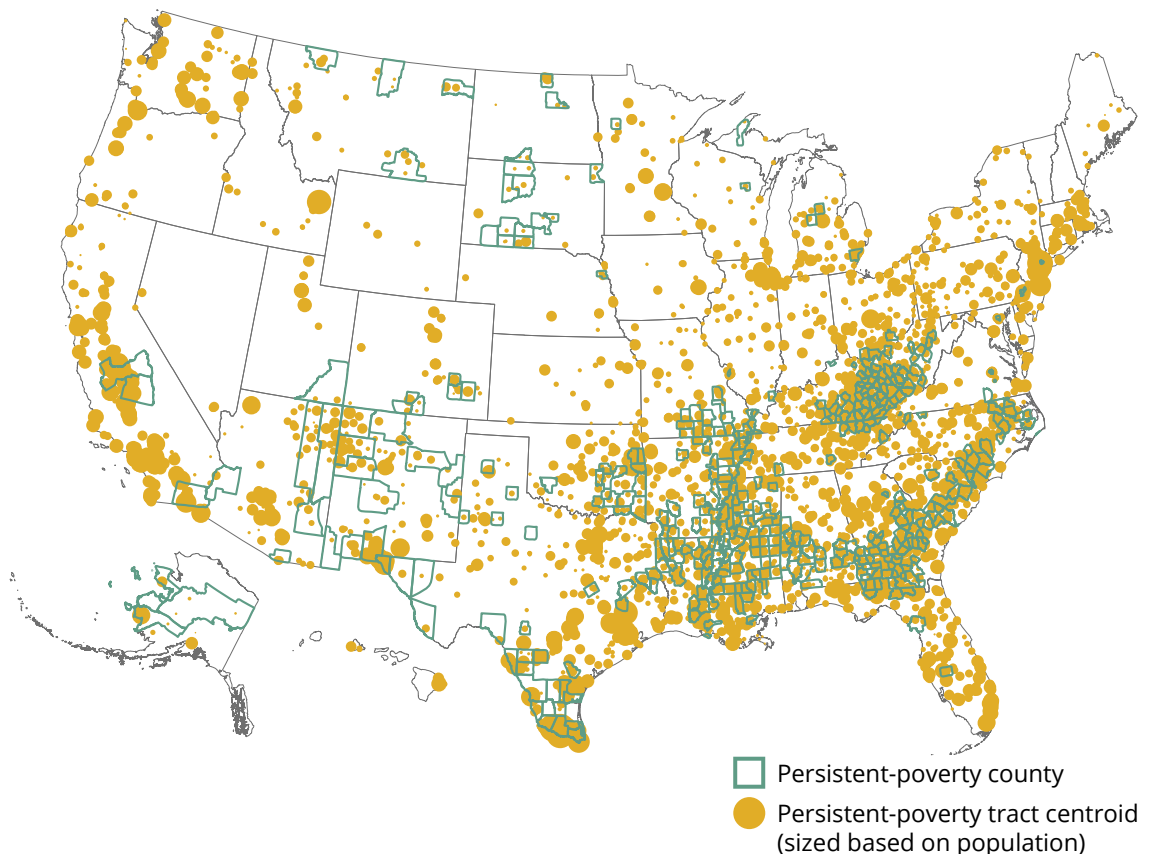 Persistent-poverty county
Persistent-poverty tract centroid
(sized based on population)